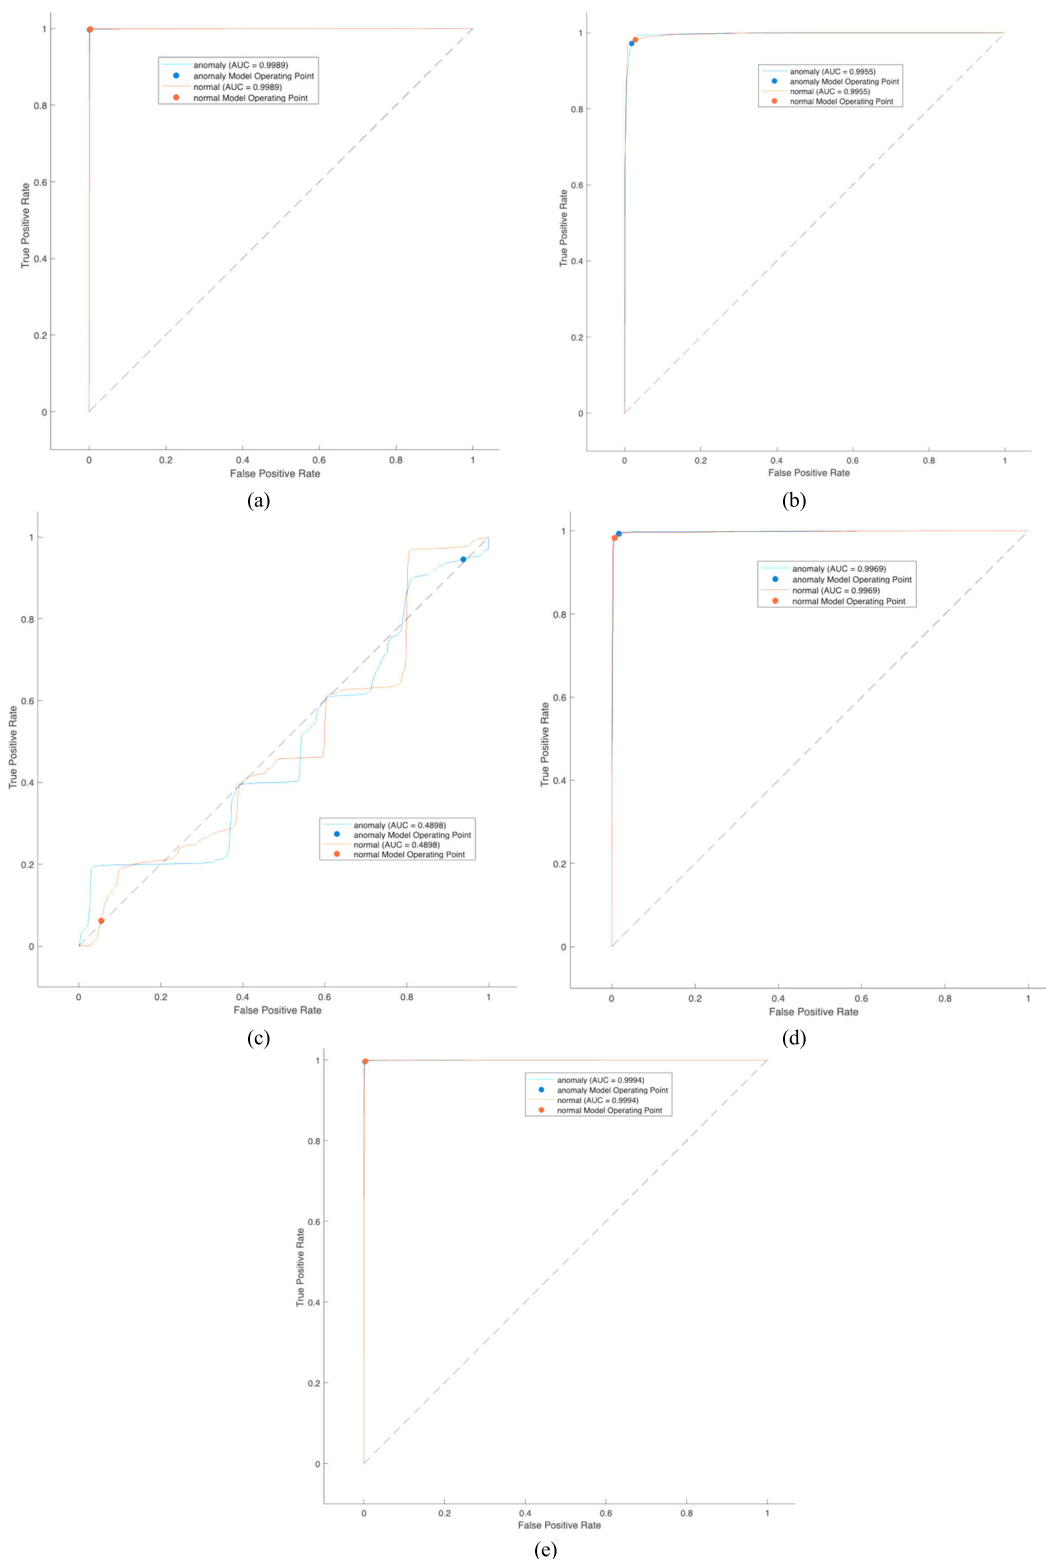 1
0.8
0.6
0.4
0.2
0
True Positive Rate
anomaly (AUC = 0.9989)
anomaly Model Operating Point
normal (AUC = 0.9989)
normal Model Operating Point
0 0.2 0.4 0.6 0.8 1
False Positive Rate
(a)
1
0.8
0.6
0.4
0.2
0
True Positive Rate
anomaly (AUC = 0.9955)
anomaly Model Operating Point
normal (AUC = 0.9955)
normal Model Operating Point
0 0.2 0.4 0.6 0.8 1
False Positive Rate
(b)
1
0.8
0.6
0.4
0.2
0
True Positive Rate
anomaly (AUC = 0.4898)
anomaly Model Operating Point
normal (AUC = 0.4898)
normal Model Operating Point
0 0.2 0.4 0.6 0.8 1
False Positive Rate
(c)
1
0.8
0.6
0.4
0.2
0
True Positive Rate
anomaly (AUC = 0.9969)
anomaly Model Operating Point
normal (AUC = 0.9969)
normal Model Operating Point
0 0.2 0.4 0.6 0.8 1
False Positive Rate
(d)
1
0.8
0.6
0.4
0.2
0
True Positive Rate
anomaly (AUC = 0.9994)
anomaly Model Operating Point
normal (AUC = 0.9994)
normal Model Operating Point
0 0.2 0.4 0.6 0.8 1
False Positive Rate
(e)